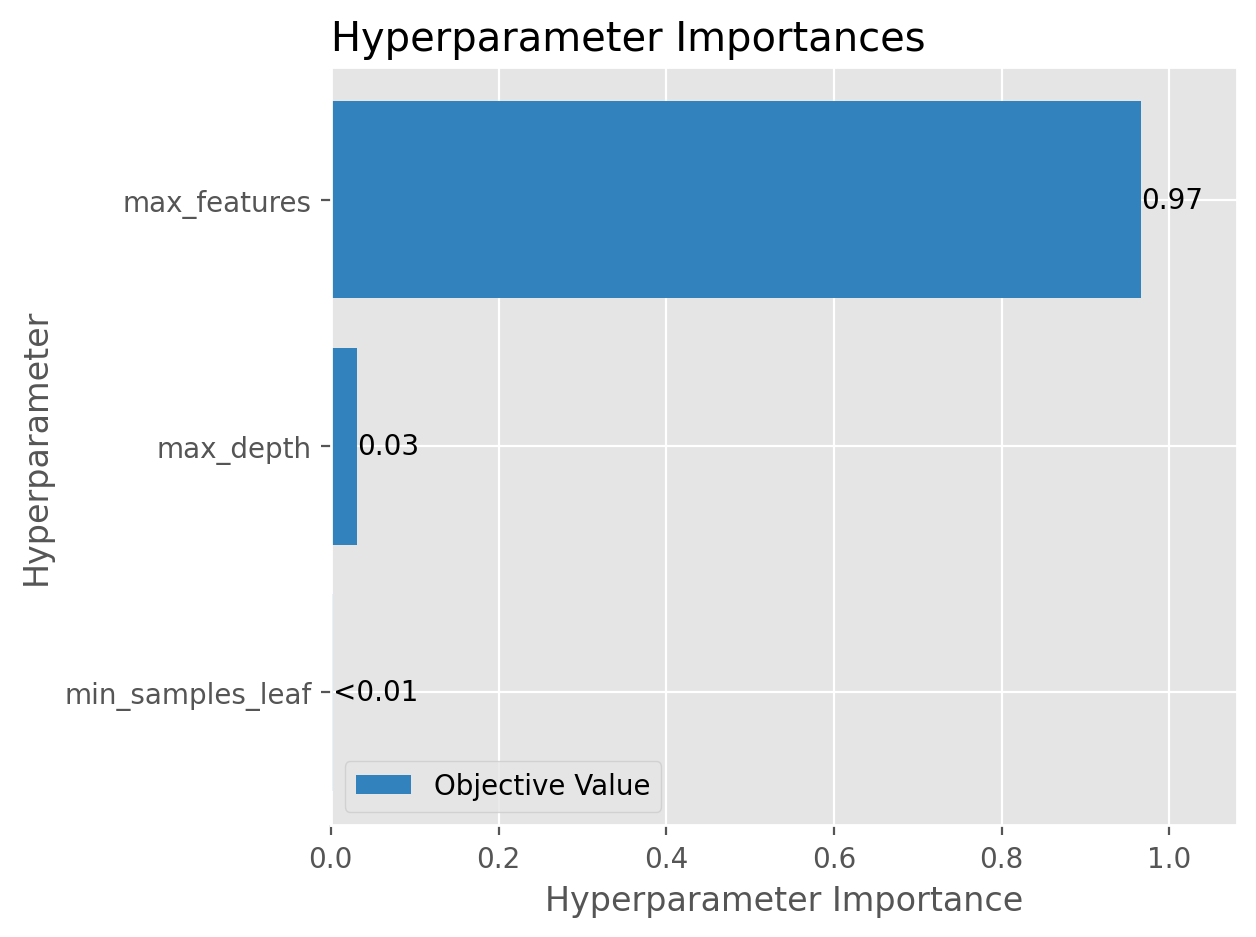 Hyperparameter Importances
Hyperparameter
max_features
0.97
max_depth
0.03
min_samples_leaf
<0.01
Objective Value
0.0 0.2 0.4 0.6 0.8 1.0
Hyperparameter Importance